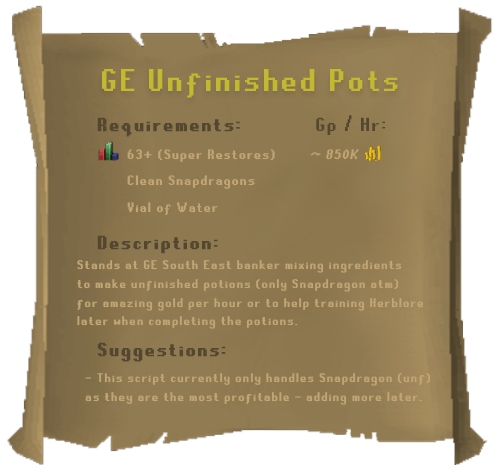 GE Unfinished Pots
Requirements: Gp / Hr:
63+ (Super Restores) ~ 850K
Clean Snapdragons
Vial of Water
Description:
Stands at GE South East banker mixing ingredients
to make unfinished potions (only Snapdragon atm)
for amazing gold per hour or to help training Herblore
later when completing the potions.
Suggestions:
- This script currently only handles Snapdragon (unf)
as they are the most profitable - adding more later.